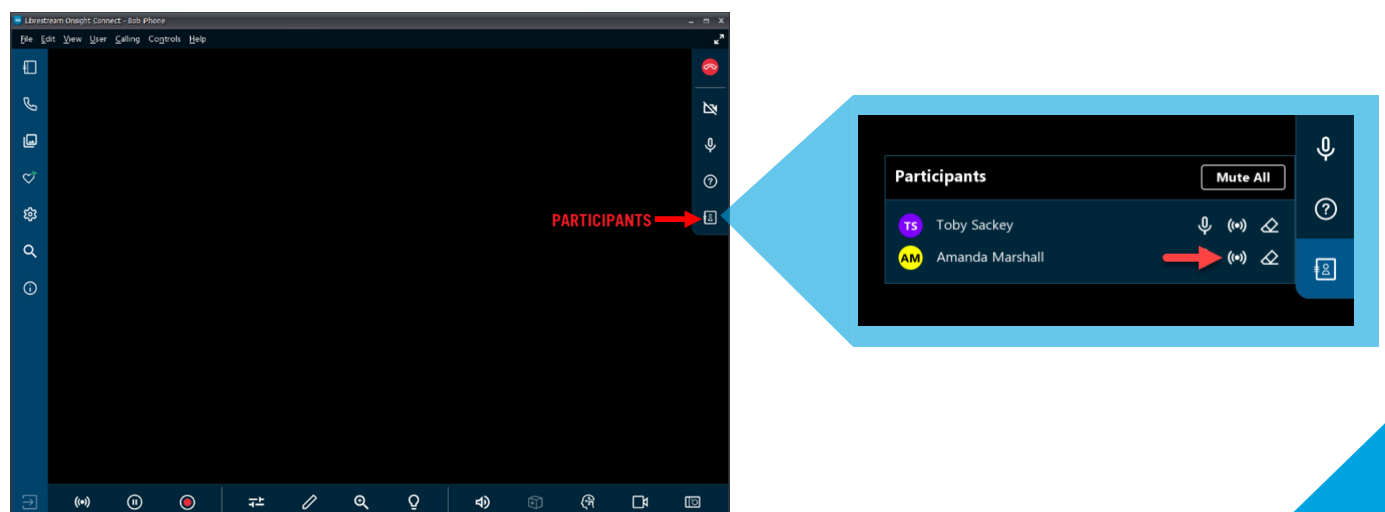 Librestream Onsight Connect - Bob iPhone
File Edit View User Calling Controls Help
PARTICIPANTS
Participants Mute All
TS Toby Sackey
AM Amanda Marshall